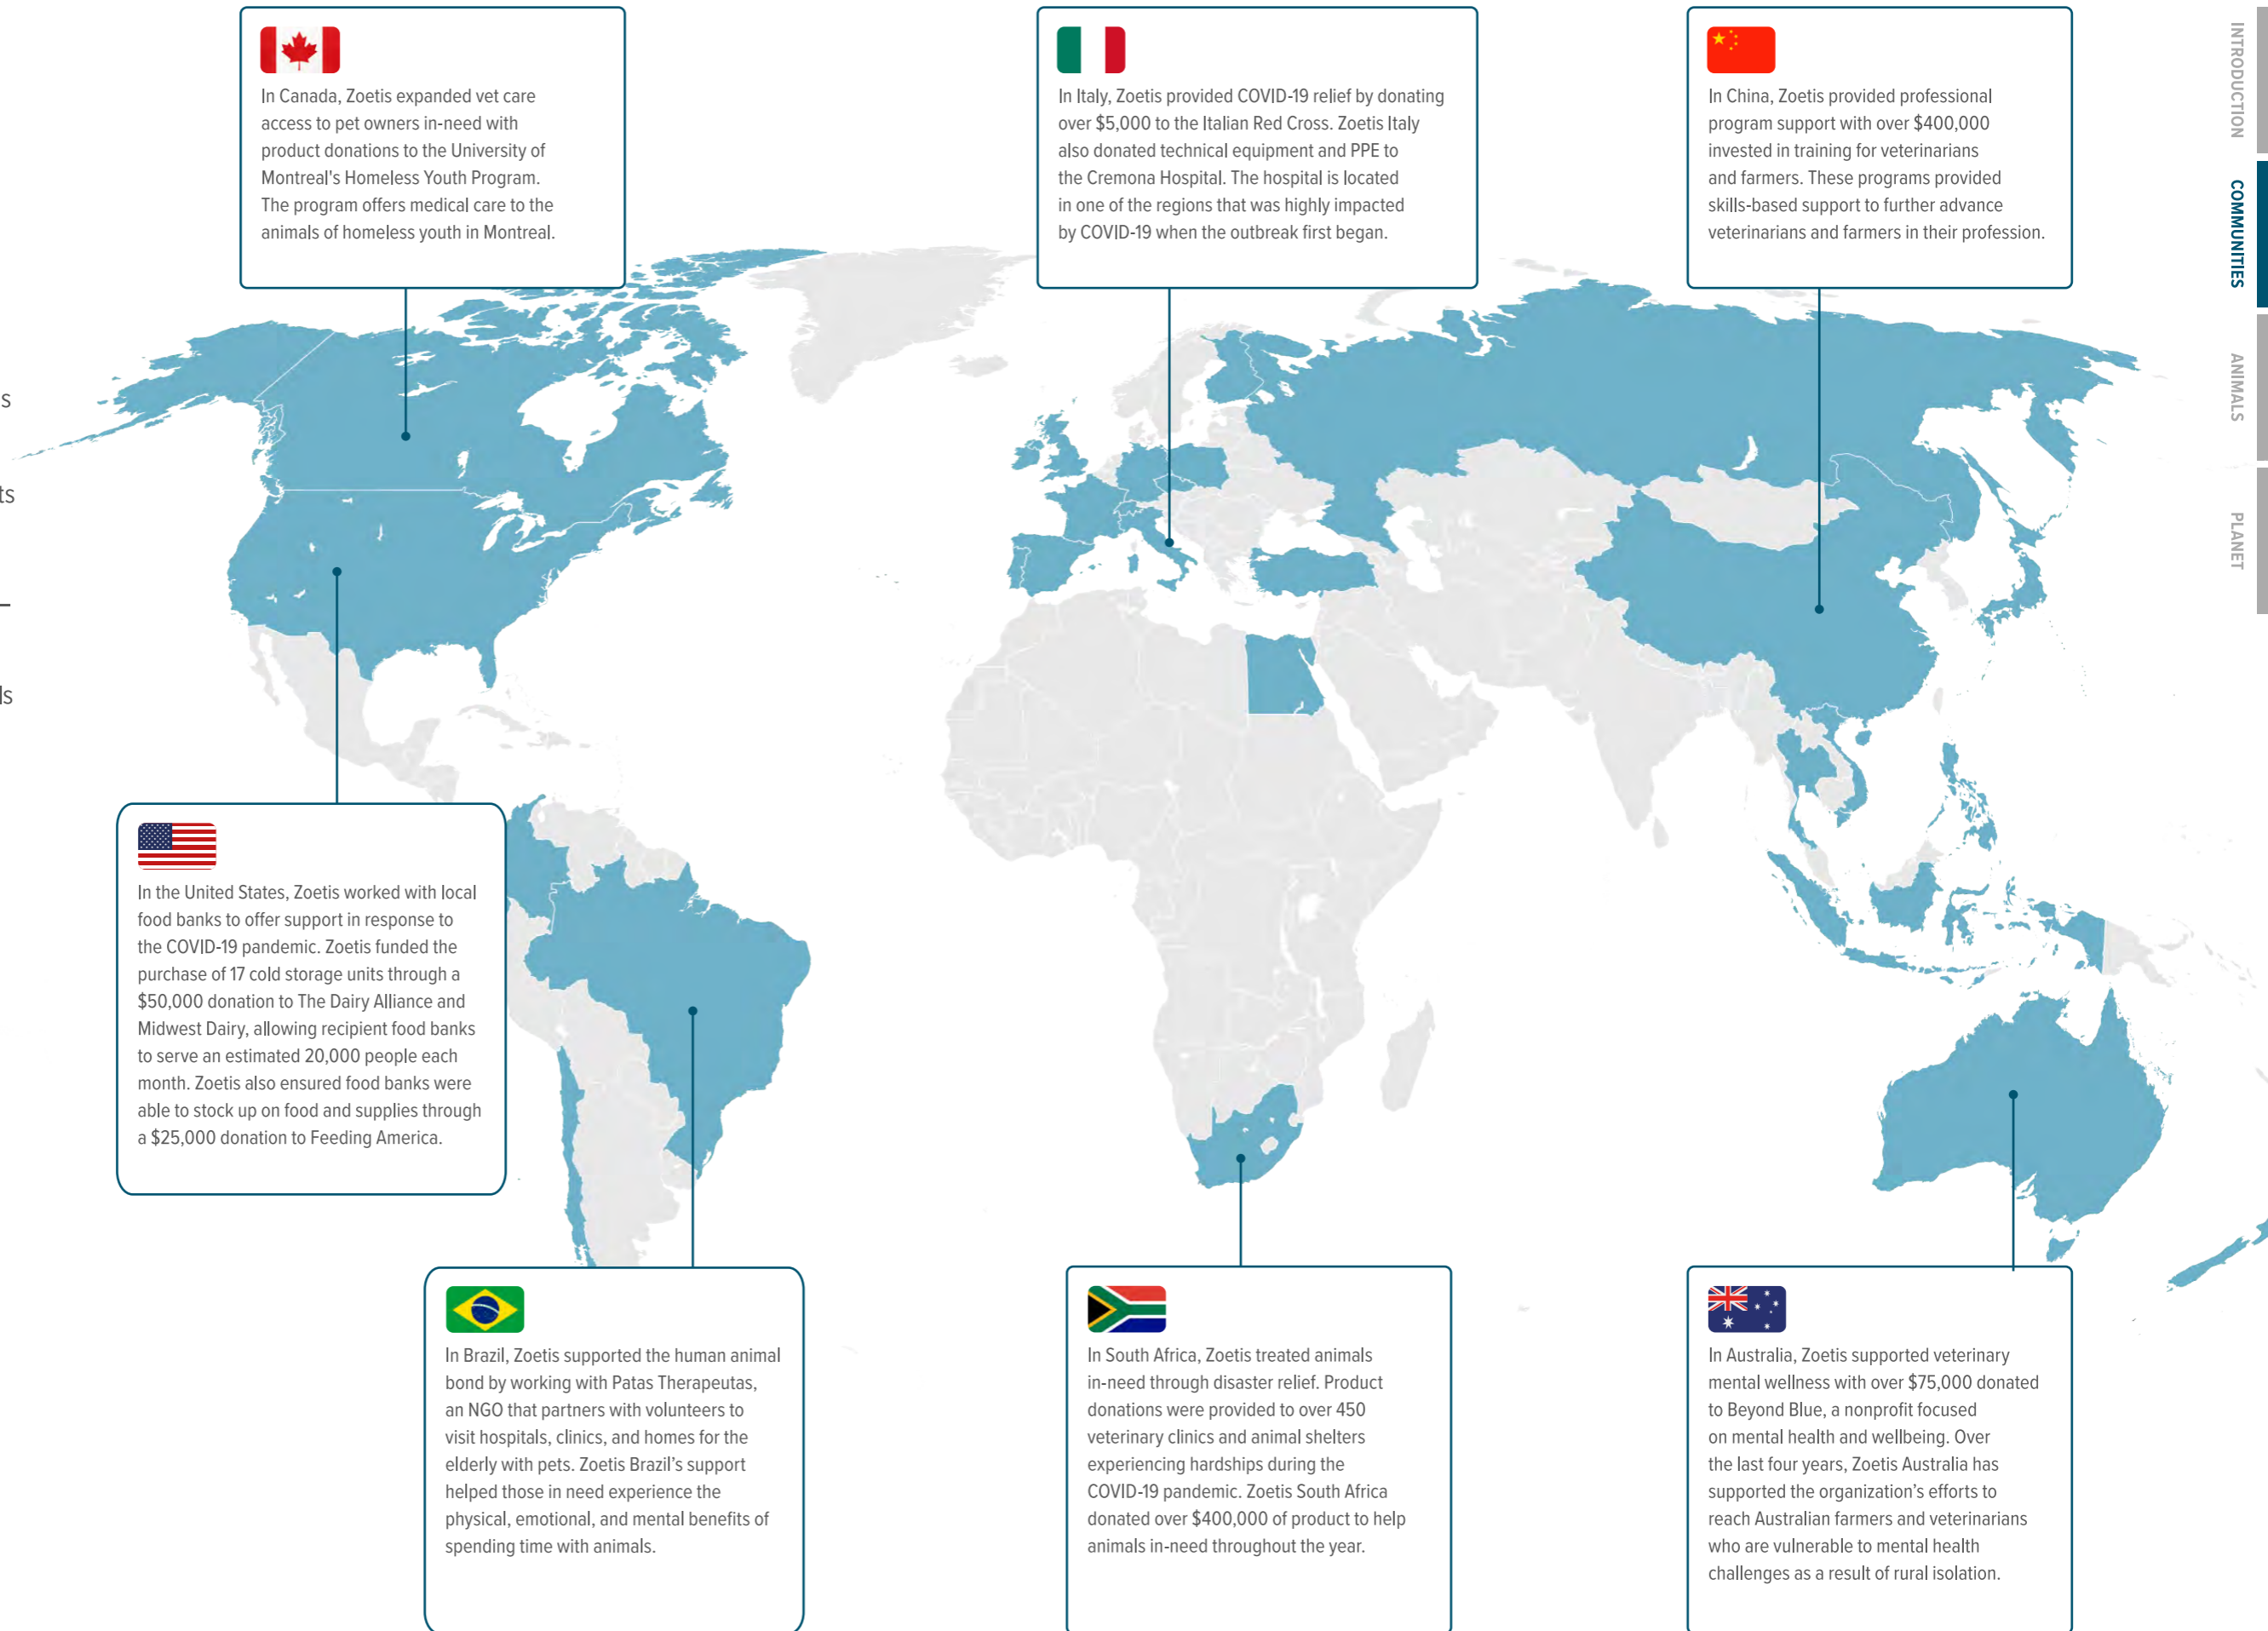 In Canada, Zoetis expanded vet care
access to pet owners in-need with
product donations to the University of
Montreal's Homeless Youth Program.
The program offers medical care to the
animals of homeless youth in Montreal.
In Italy, Zoetis provided COVID-19 relief by donating
over $5,000 to the Italian Red Cross. Zoetis Italy
also donated technical equipment and PPE to
the Cremona Hospital. The hospital is located
in one of the regions that was highly impacted
by COVID-19 when the outbreak first began.
In China, Zoetis provided professional
program support with over $400,000
invested in training for veterinarians
and farmers. These programs provided
skills-based support to further advance
veterinarians and farmers in their profession.
INTRODUCTION
COMMUNITIES
ANIMALS
PLANET
s
ts
–
ls
In the United States, Zoetis worked with local
food banks to offer support in response to
the COVID-19 pandemic. Zoetis funded the
purchase of 17 cold storage units through a
$50,000 donation to The Dairy Alliance and
Midwest Dairy, allowing recipient food banks
to serve an estimated 20,000 people each
month. Zoetis also ensured food banks were
able to stock up on food and supplies through
a $25,000 donation to Feeding America.
In Brazil, Zoetis supported the human animal
bond by working with Patas Therapeutas,
an NGO that partners with volunteers to
visit hospitals, clinics, and homes for the
elderly with pets. Zoetis Brazil’s support
helped those in need experience the
physical, emotional, and mental benefits of
spending time with animals.
In South Africa, Zoetis treated animals
in-need through disaster relief. Product
donations were provided to over 450
veterinary clinics and animal shelters
experiencing hardships during the
COVID-19 pandemic. Zoetis South Africa
donated over $400,000 of product to help
animals in-need throughout the year.
In Australia, Zoetis supported veterinary
mental wellness with over $75,000 donated
to Beyond Blue, a nonprofit focused
on mental health and wellbeing. Over
the last four years, Zoetis Australia has
supported the organization’s efforts to
reach Australian farmers and veterinarians
who are vulnerable to mental health
challenges as a result of rural isolation.